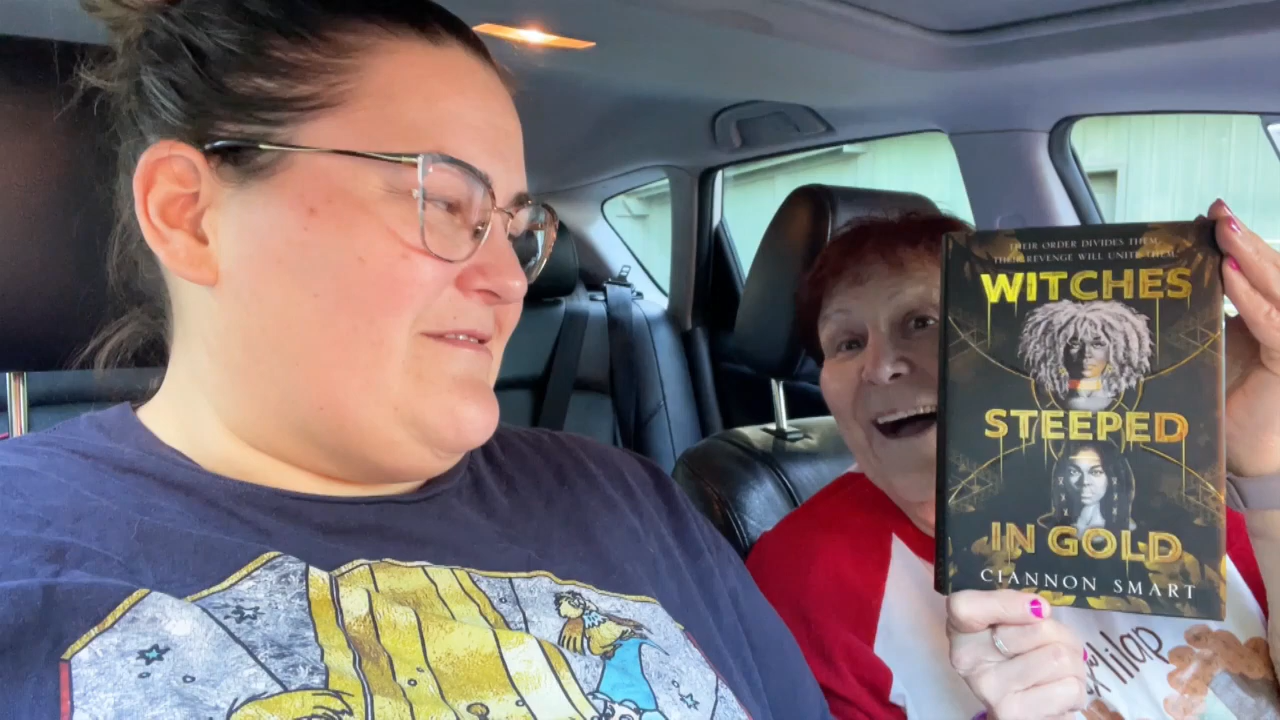 THEIR ORDER DIVIDES THEM.
THEIR REVENGE WILL UNITE THEM.
WITCHES
STEEPED
IN GOLD
CIANNON SMART